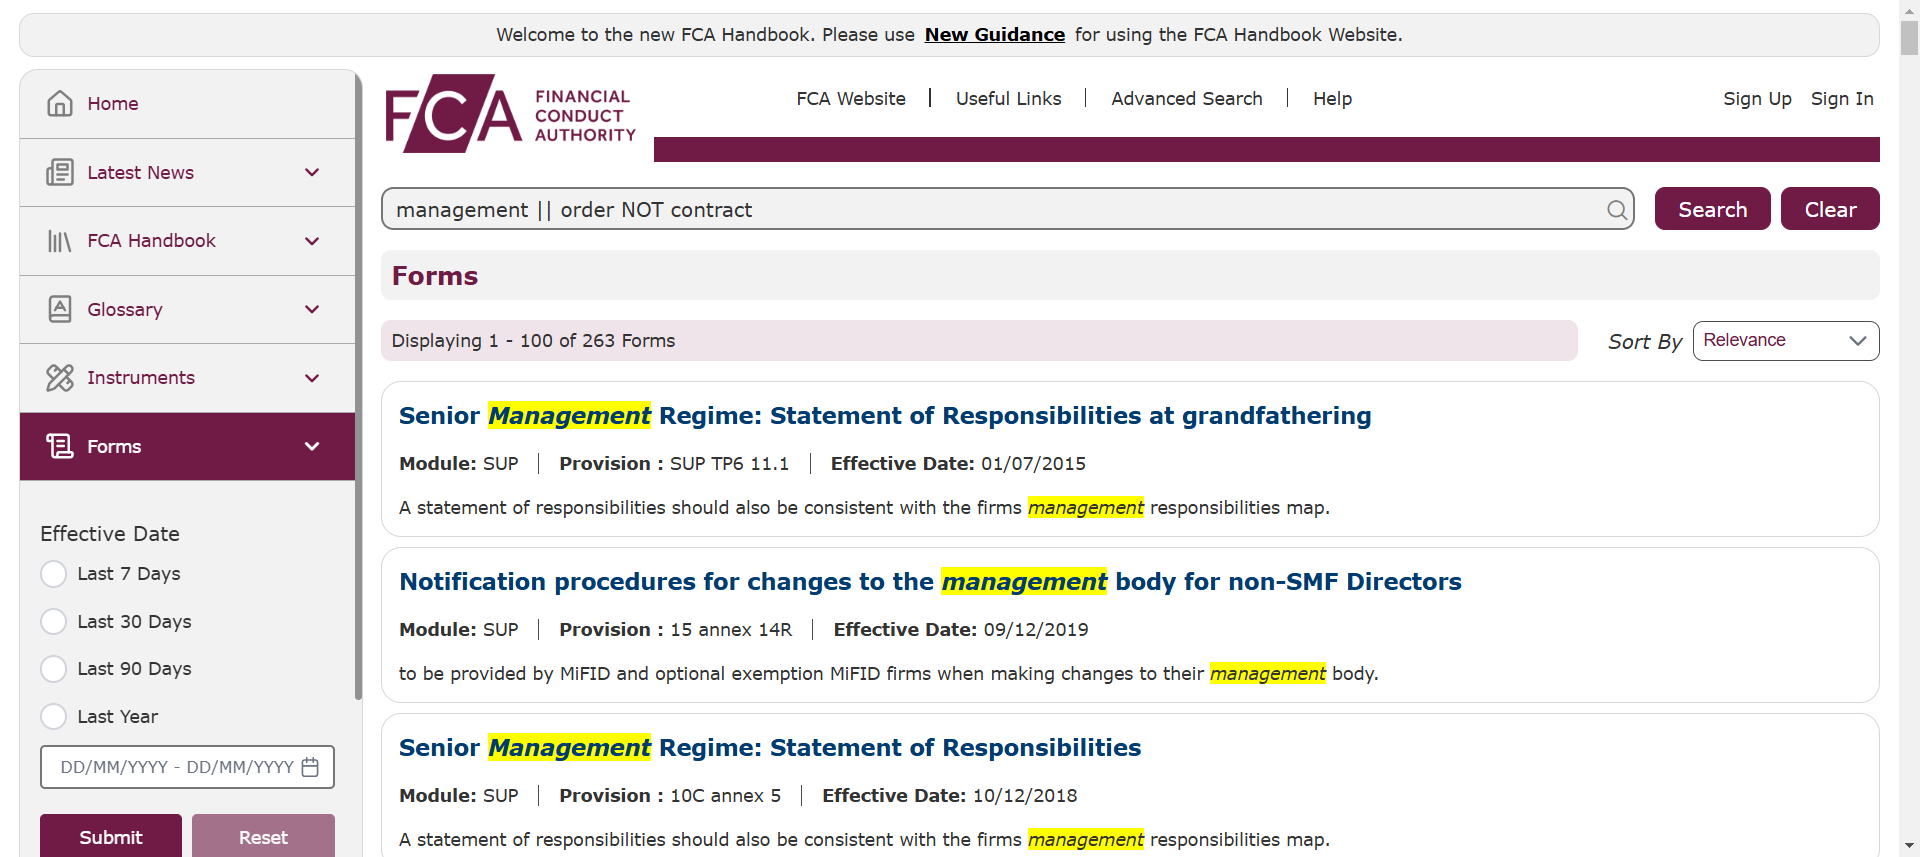 Welcome to the new FCA Handbook. Please use New Guidance for using the FCA Handbook Website.
Home
Latest News
FCA Handbook
Glossary
Instruments
Forms
Effective Date
Last 7 Days
Last 30 Days
Last 90 Days
Last Year
DD/MM/YYYY - DD/MM/YYYY
Submit Reset
FCA FINANCIAL CONDUCT AUTHORITY
FCA Website | Useful Links | Advanced Search | Help
Sign Up Sign In
management || order NOT contract
Search Clear
Forms
Displaying 1 - 100 of 263 Forms
Sort By Relevance
Senior Management Regime: Statement of Responsibilities at grandfathering
Module: SUP | Provision : SUP TP6 11.1 | Effective Date: 01/07/2015
A statement of responsibilities should also be consistent with the firms management responsibilities map.
Notification procedures for changes to the management body for non-SMF Directors
Module: SUP | Provision : 15 annex 14R | Effective Date: 09/12/2019
to be provided by MiFID and optional exemption MiFID firms when making changes to their management body.
Senior Management Regime: Statement of Responsibilities
Module: SUP | Provision : 10C annex 5 | Effective Date: 10/12/2018
A statement of responsibilities should also be consistent with the firms management responsibilities map.